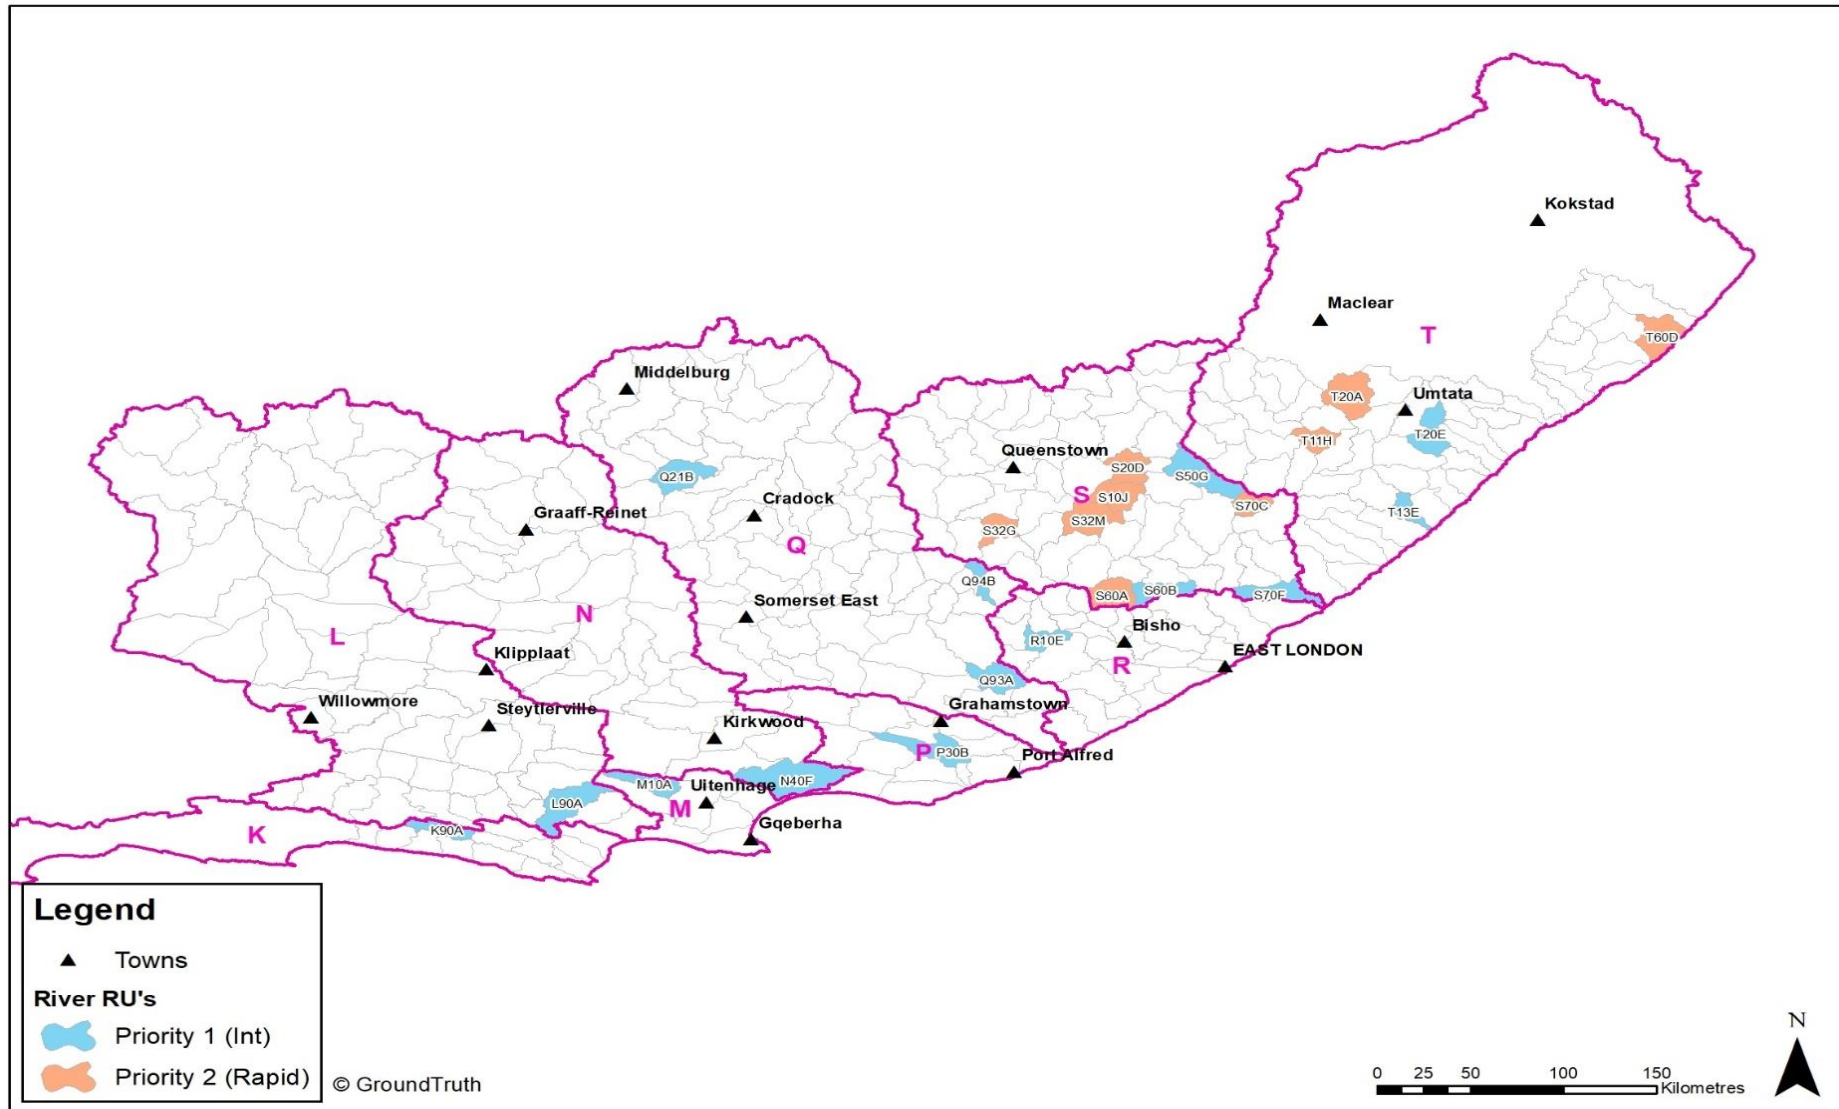 Kokstad
Maclear
T
T60D
Middelburg
T20A
Umtata
T20E
T11H
Queenstown
S20D
S50G
Q21B
Cradock
S
S10J
S70C
T13E
Graaff-Reinet
S32M
S32G
Q
Q94B
S60A
S60B
S70F
Somerset East
N
L
R10E
Bisho
R
EAST LONDON
Klipplaat
Q93A
Willowmore
Steytlerville
Grahamstown
Kirkwood
P
P30B
Port Alfred
M10A
Uitenhage
N40F
L90A
M
K
K90A
Gqeberha
Legend
Towns
River RU's
Priority 1 (Int)
Priority 2 (Rapid)
© GroundTruth
N
0 25 50 100 150
Kilometres